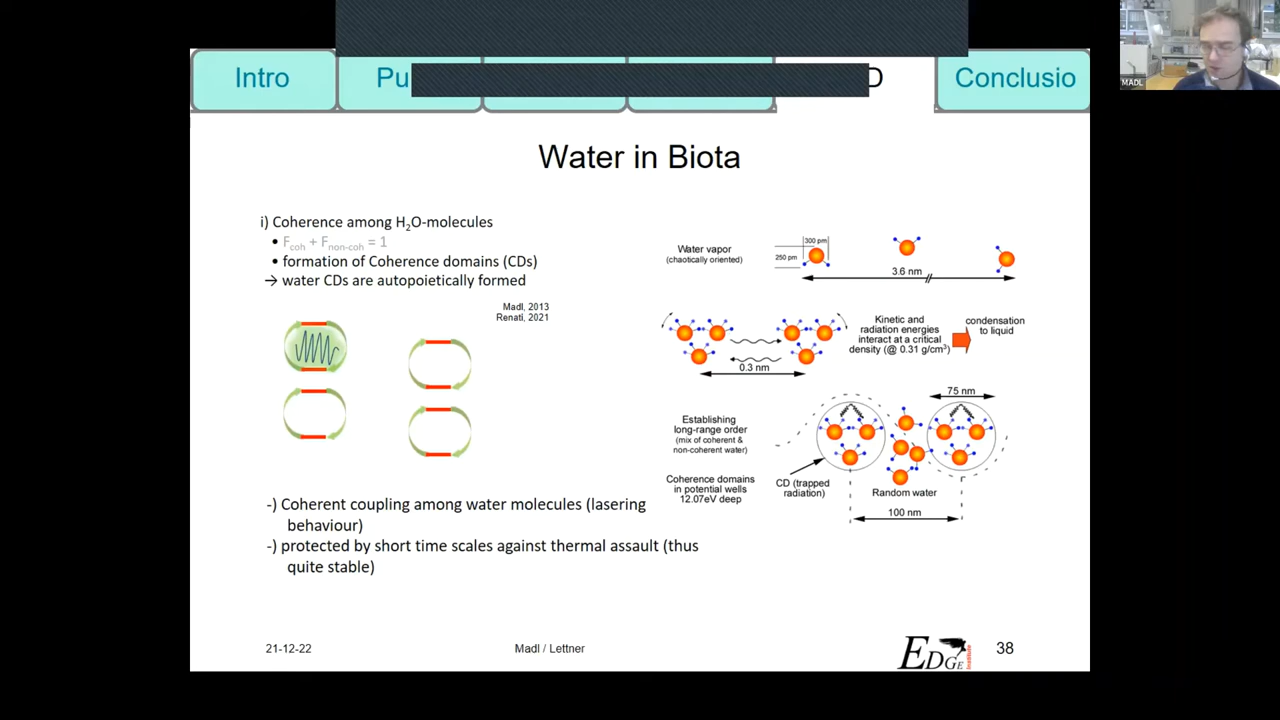 Intro
Pu
D
Conclusio
MADL
Water in Biota
i) Coherence among H₂O-molecules
• F_coh + F_non-coh = 1
• formation of Coherence domains (CDs)
→ water CDs are autopoietically formed
Madl, 2013
Renati, 2021
-) Coherent coupling among water molecules (lasering
behaviour)
-) protected by short time scales against thermal assault (thus
quite stable)
Water vapor
(chaotically oriented)
300 pm
250 pm
3.6 nm
0.3 nm
Kinetic and
radiation energies
interact at a critical
density (@ 0.31 g/cm³)
condensation
to liquid
75 nm
Establishing
long-range order
(mix of coherent &
non-coherent water)
Coherence domains
in potential wells
12.07eV deep
CD (trapped
radiation)
Random water
100 nm
21-12-22
Madl / Lettner
EDGE
Institute
38